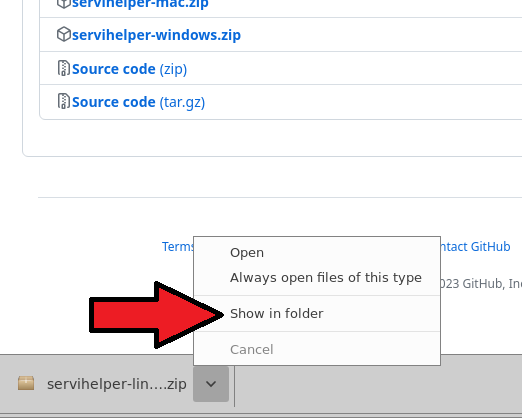 servihelper-mac.zip
servihelper-windows.zip
Source code (zip)
Source code (tar.gz)
Terms
ntact GitHub
Open
Always open files of this type
023 GitHub, Inc
Show in folder
Cancel
servihelper-lin....zip